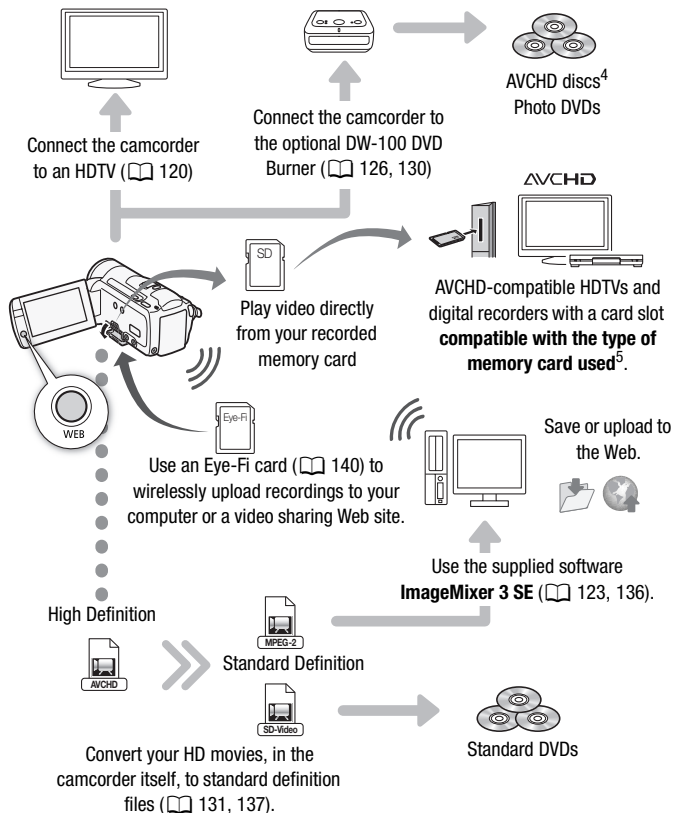 AVCHD discs4
Photo DVDs
Connect the camcorder
to an HDTV ( 120)
Connect the camcorder to
the optional DW-100 DVD
Burner ( 126, 130)
AVCHD
SD
Play video directly
from your recorded
memory card
AVCHD-compatible HDTVs and
digital recorders with a card slot
compatible with the type of
memory card used5.
WEB
Eye-Fi
Use an Eye-Fi card ( 140) to
wirelessly upload recordings to your
computer or a video sharing Web site.
Save or upload to
the Web.
Use the supplied software
ImageMixer 3 SE ( 123, 136).
High Definition
AVCHD
MPEG-2
Standard Definition
SD-Video
Standard DVDs
Convert your HD movies, in the
camcorder itself, to standard definition
files ( 131, 137).